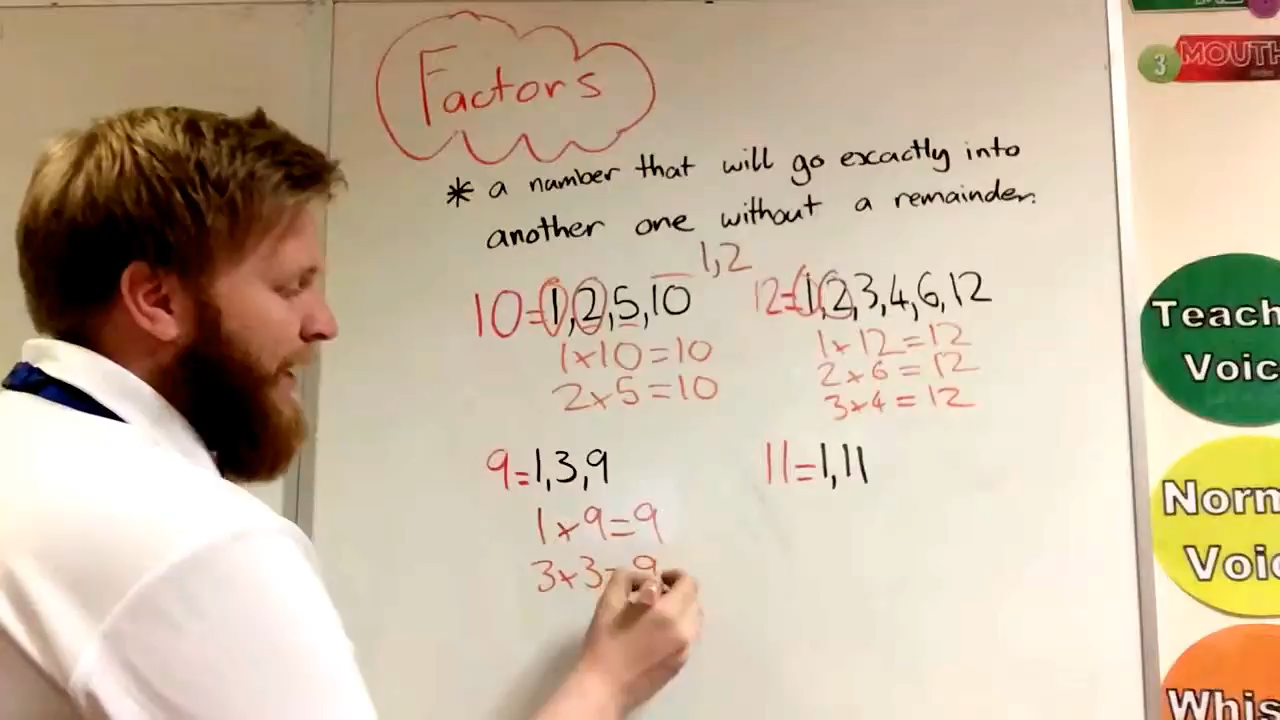 Factors
* a number that will go exactly into
another one without a remainder.
1,2
10=1,2,5,10
1x10=10
2x5=10
12=1,2,3,4,6,12
1x12=12
2x6=12
3x4=12
9=1,3,9
1x9=9
3x3=9
11=1,11
3 MOUTH
Teach
Voic
Norm
Voic
Whis